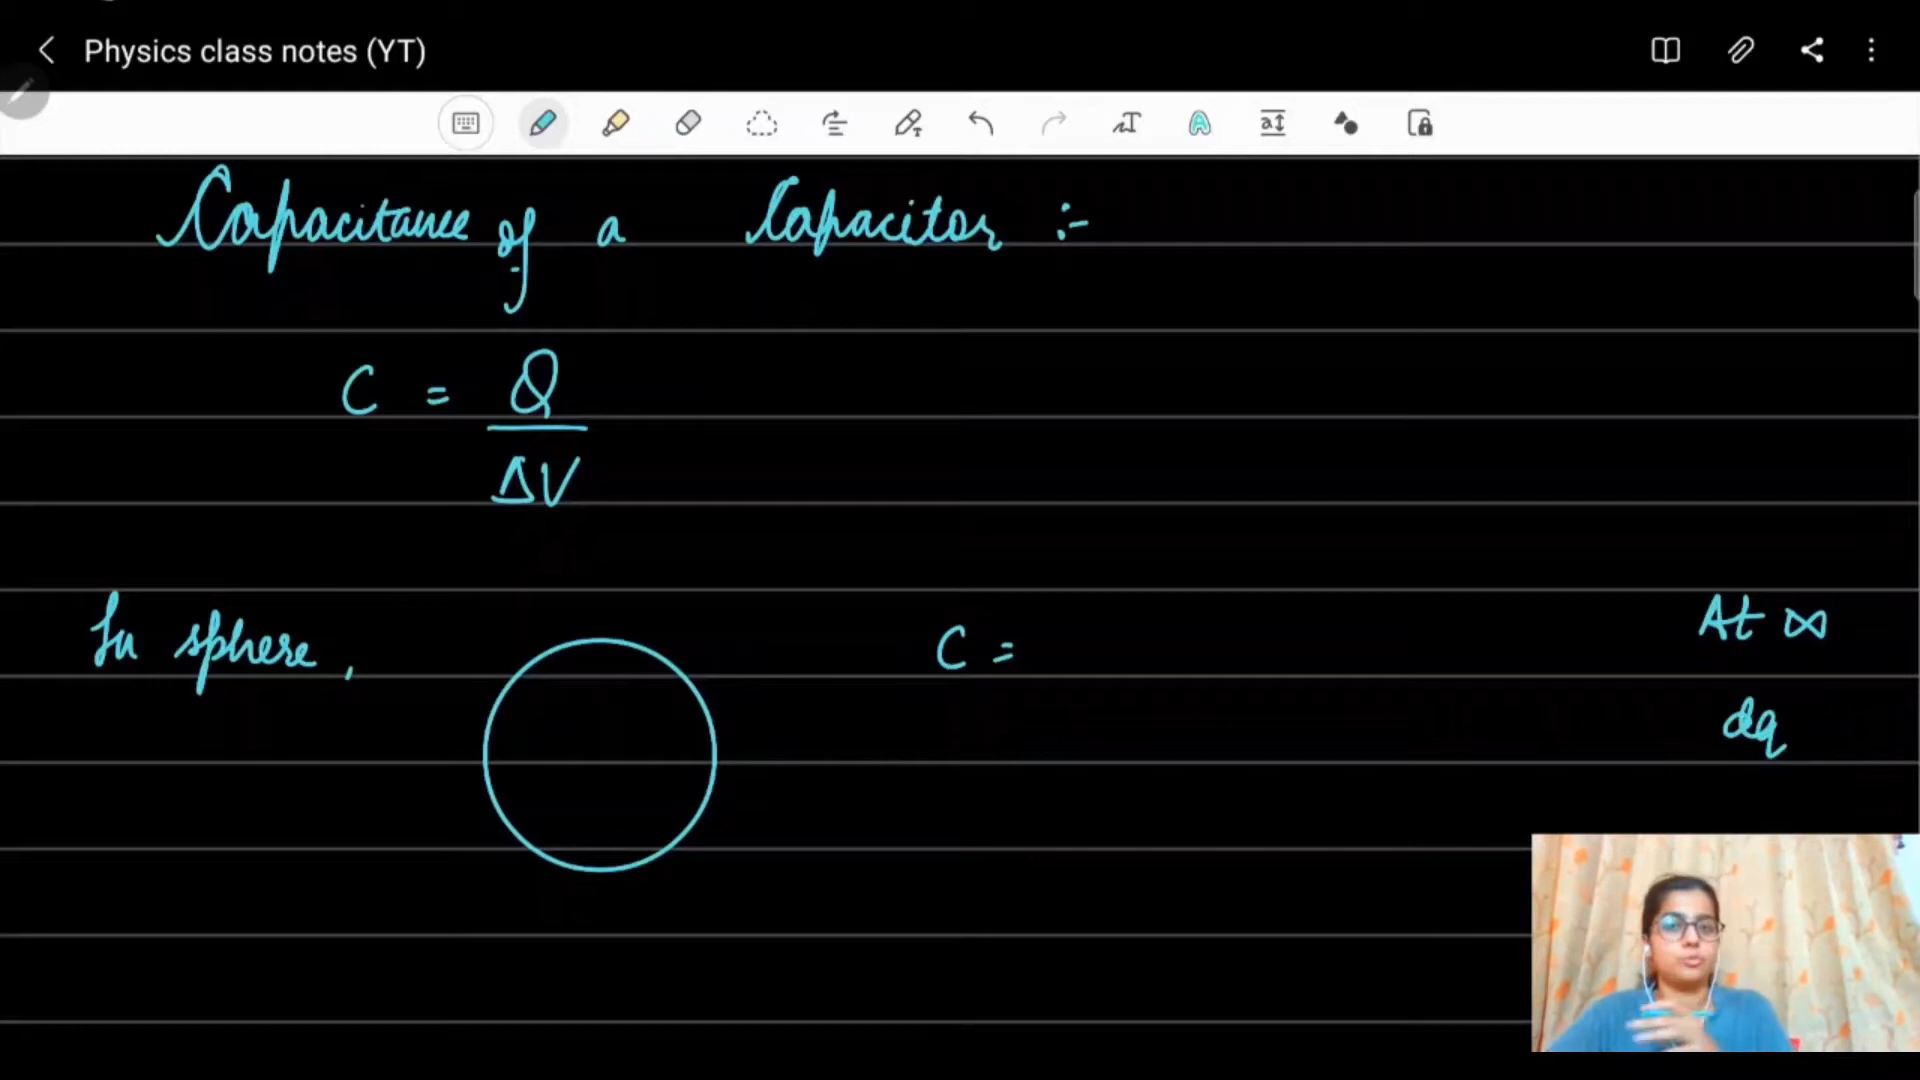 Physics class notes (YT)
Capacitance of a Capacitor :-
C = Q
ΔV
In sphere,
C =
At ∞
dq